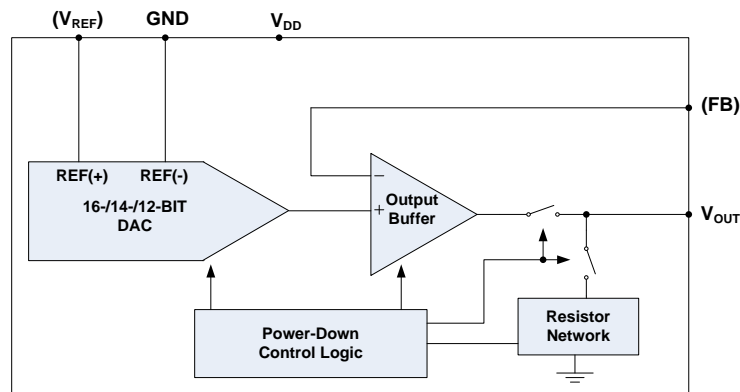 (VREF) GND VDD
(FB)
REF(+) REF(-)
16-/14-/12-BIT
DAC
−
+
Output
Buffer
VOUT
Power-Down
Control Logic
Resistor
Network